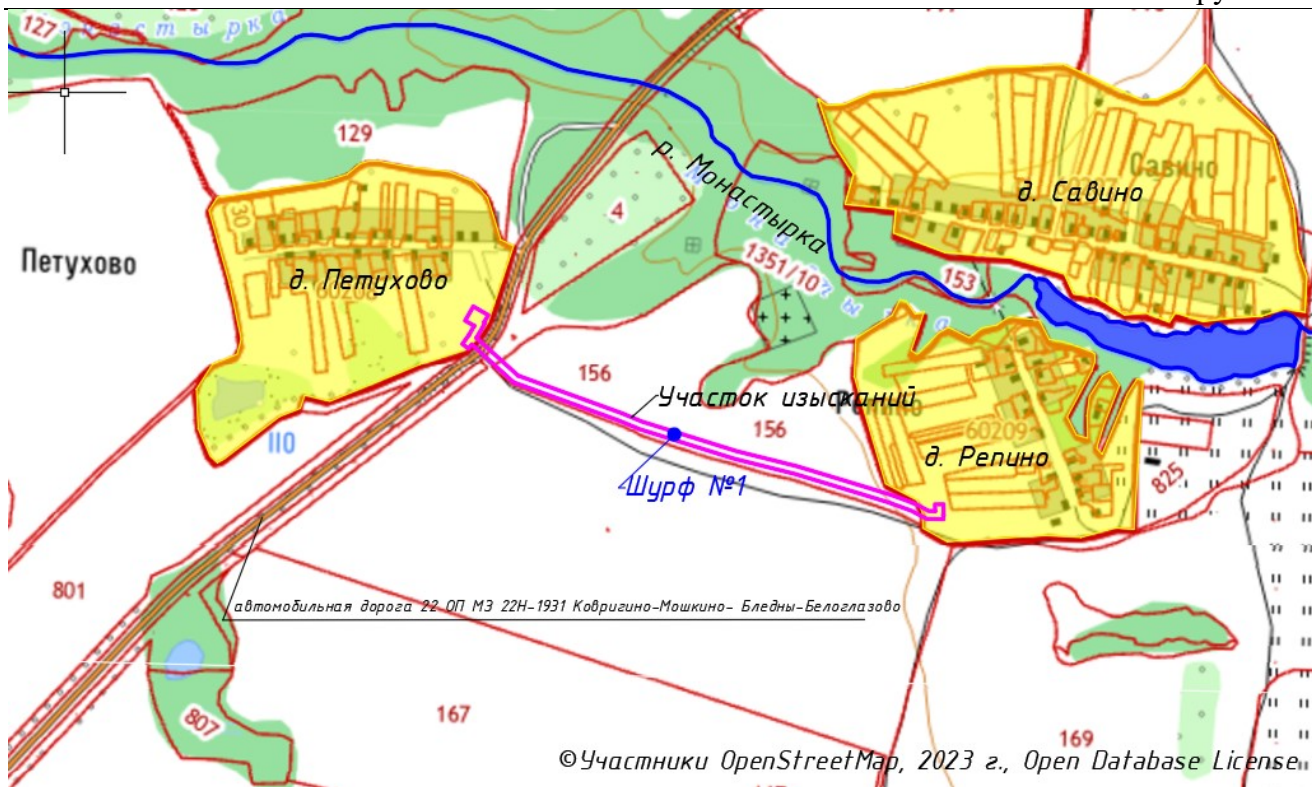 127
129
30
4
р. Монастырка
Савино
д. Савино
Петухово
д. Петухово
1351/10
153
156
Участок изысканий
156
60209
д. Репино
110
Шурф №1
825
801
автомобильная дорога 22 ОП МЗ 22Н-1931 Ковригино-Мошкино- Бледны-Белоглазово
807
167
169
©Участники OpenStreetMap, 2023 г., Open Database License